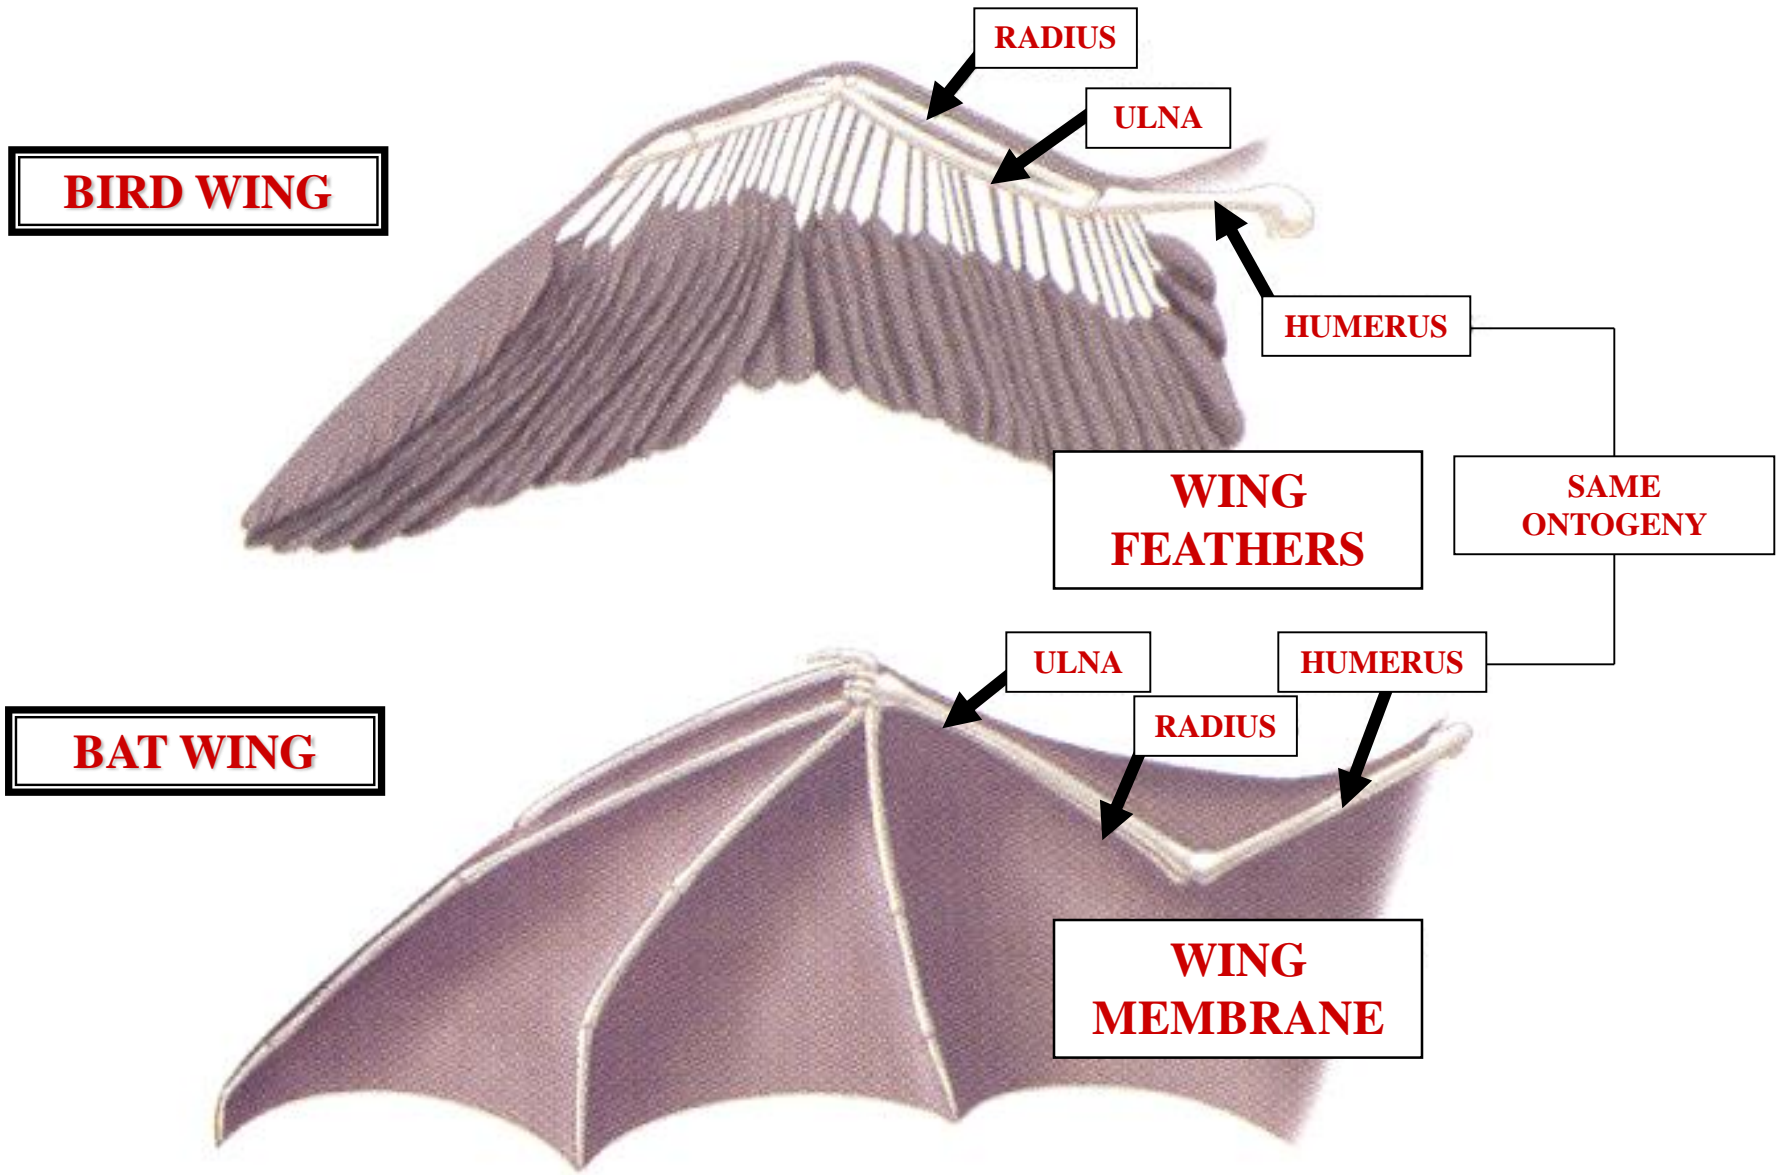 RADIUS
ULNA
BIRD WING
HUMERUS
WING
FEATHERS
SAME
ONTOGENY
ULNA
HUMERUS
RADIUS
BAT WING
WING
MEMBRANE